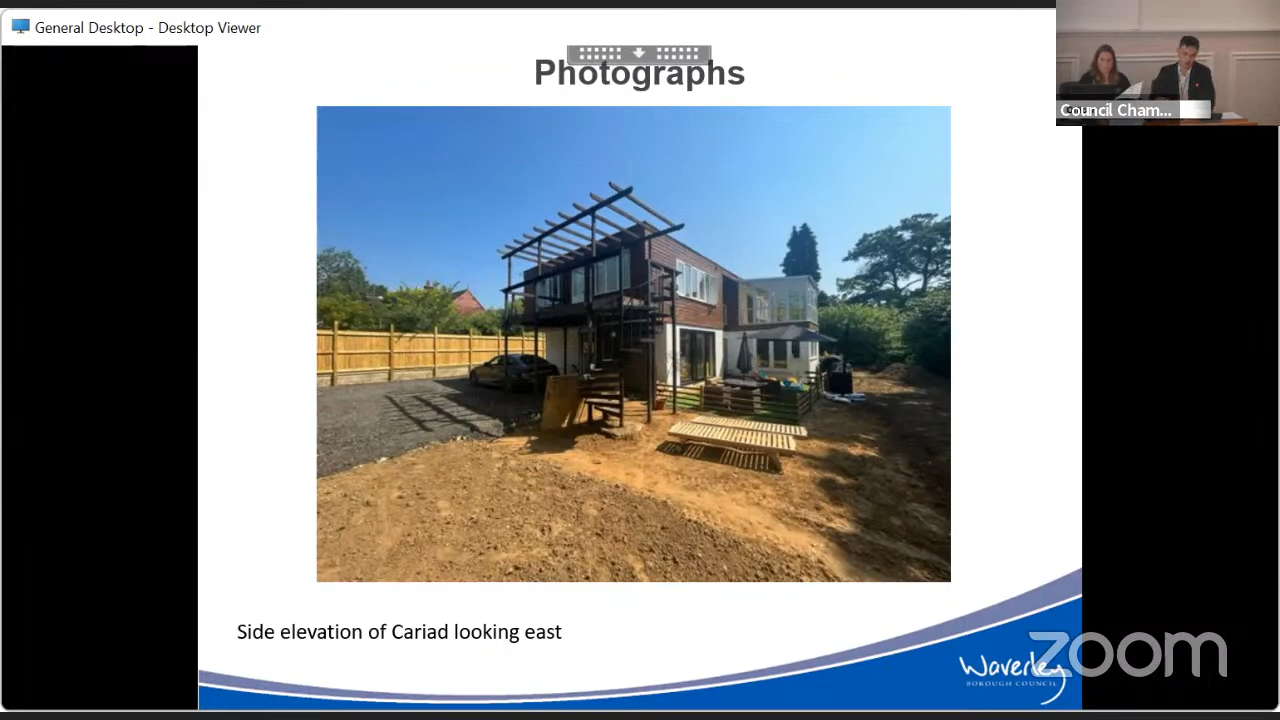 General Desktop - Desktop Viewer
Photographs
Council Cham...
Side elevation of Cariad looking east
zoom
Waverley
BOROUGH COUNCIL